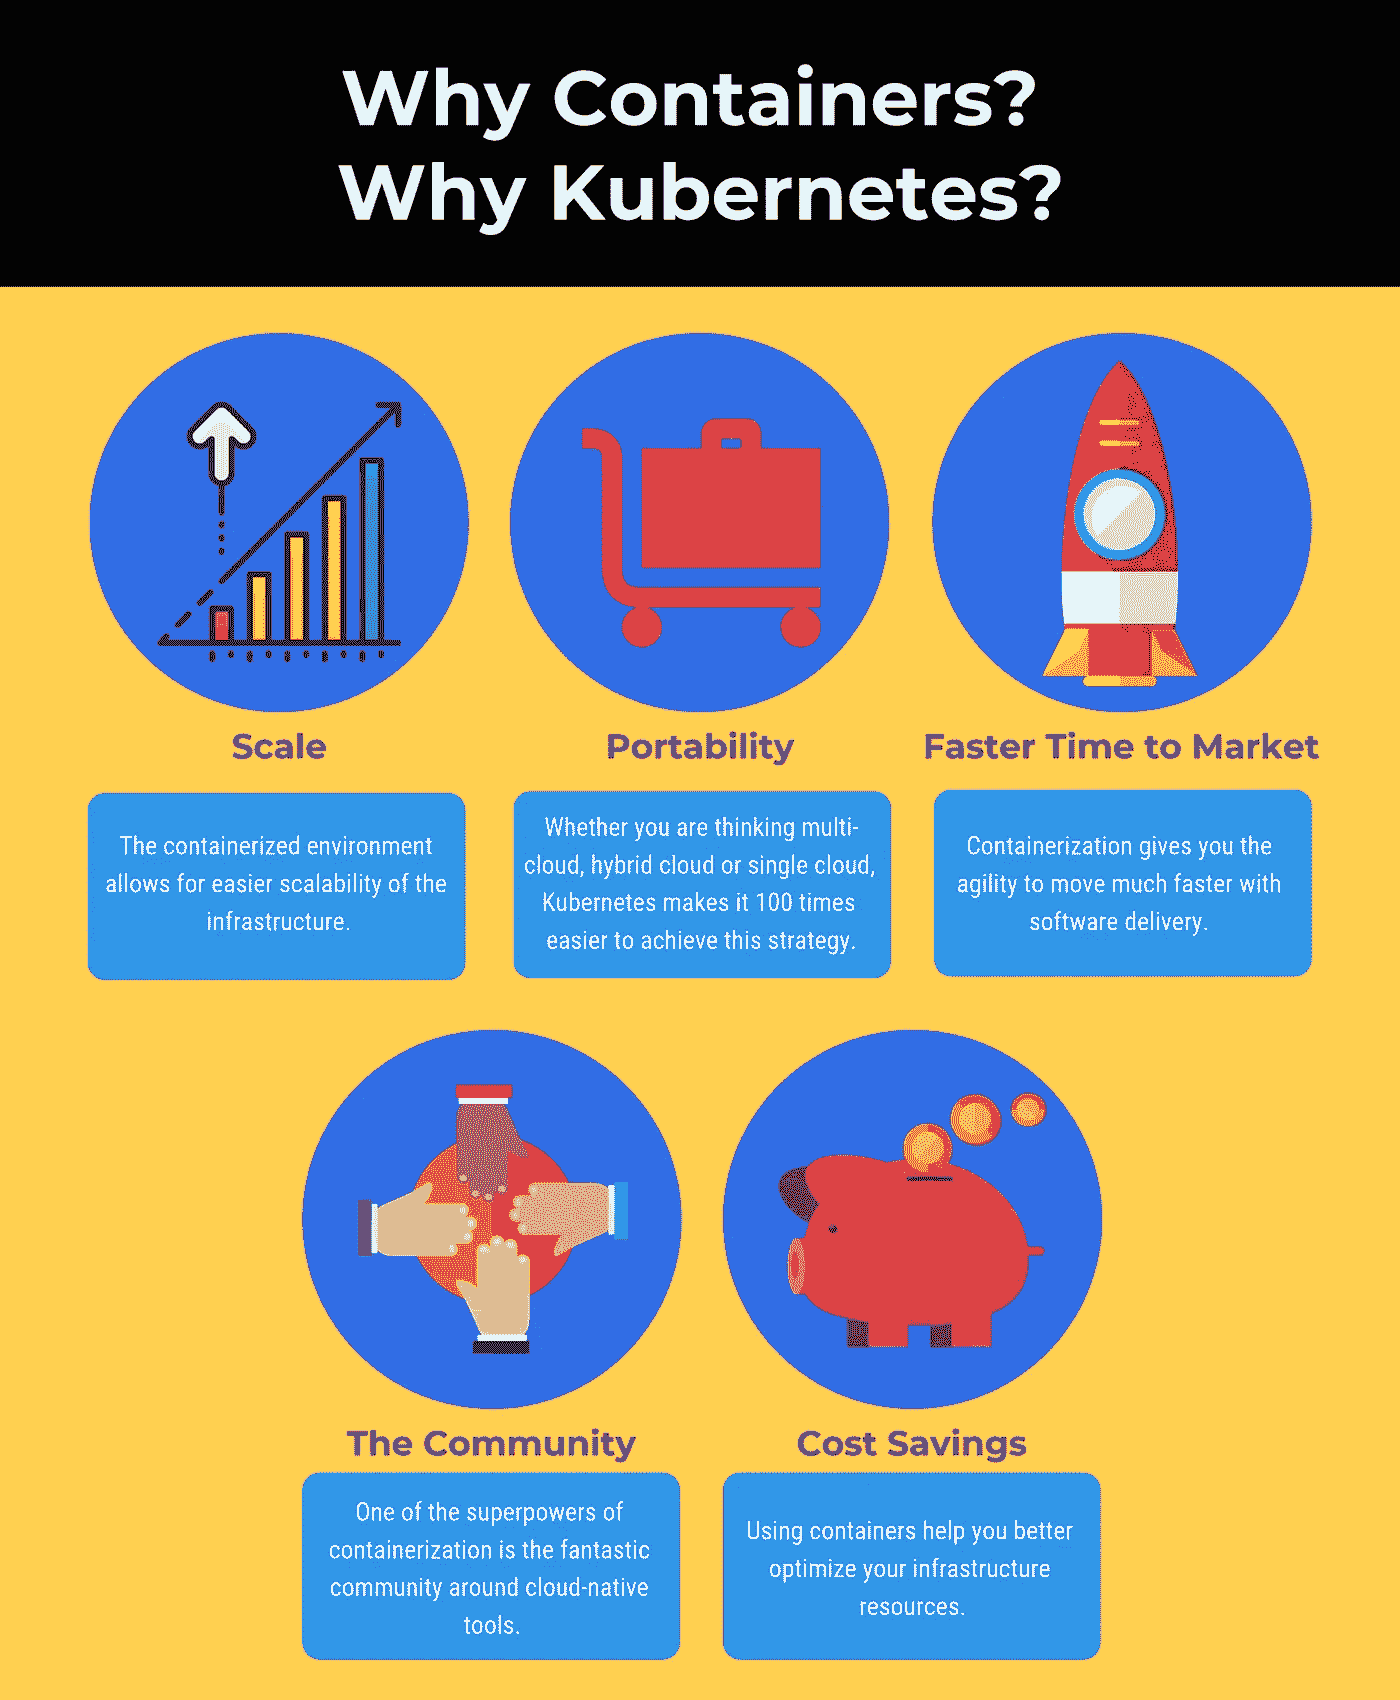 Why Containers?
Why Kubernetes?
Scale
Portability
Faster Time to Market
The containerized environment
allows for easier scalability of the
infrastructure.
Whether you are thinking multi-
cloud, hybrid cloud or single cloud,
Kubernetes makes it 100 times
easier to achieve this strategy.
Containerization gives you the
agility to move much faster with
software delivery.
The Community
Cost Savings
One of the superpowers of
containerization is the fantastic
community around cloud-native
tools.
Using containers help you better
optimize your infrastructure
resources.